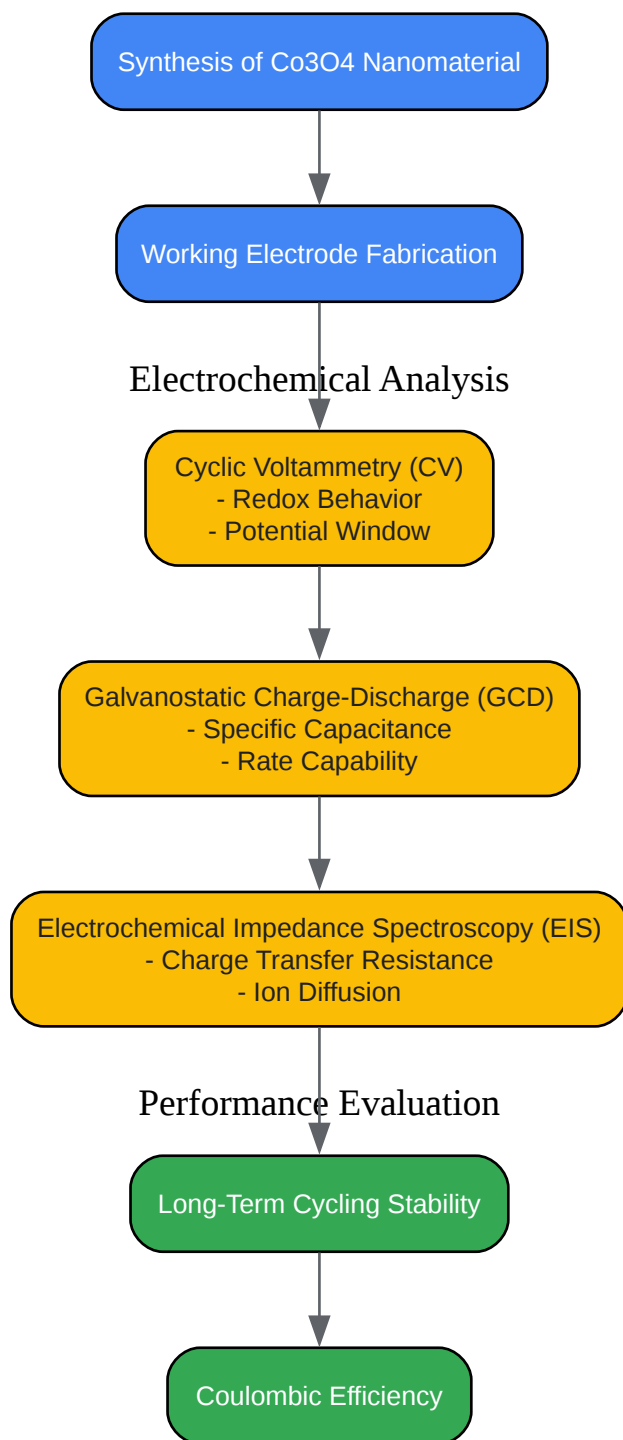 Synthesis of Co3O4 Nanomaterial
Working Electrode Fabrication
Electrochemical Analysis
Cyclic Voltammetry (CV)
- Redox Behavior
- Potential Window
Galvanostatic Charge-Discharge (GCD)
- Specific Capacitance
- Rate Capability
Electrochemical Impedance Spectroscopy (EIS)
- Charge Transfer Resistance
- Ion Diffusion
Performance Evaluation
Long-Term Cycling Stability
Coulombic Efficiency